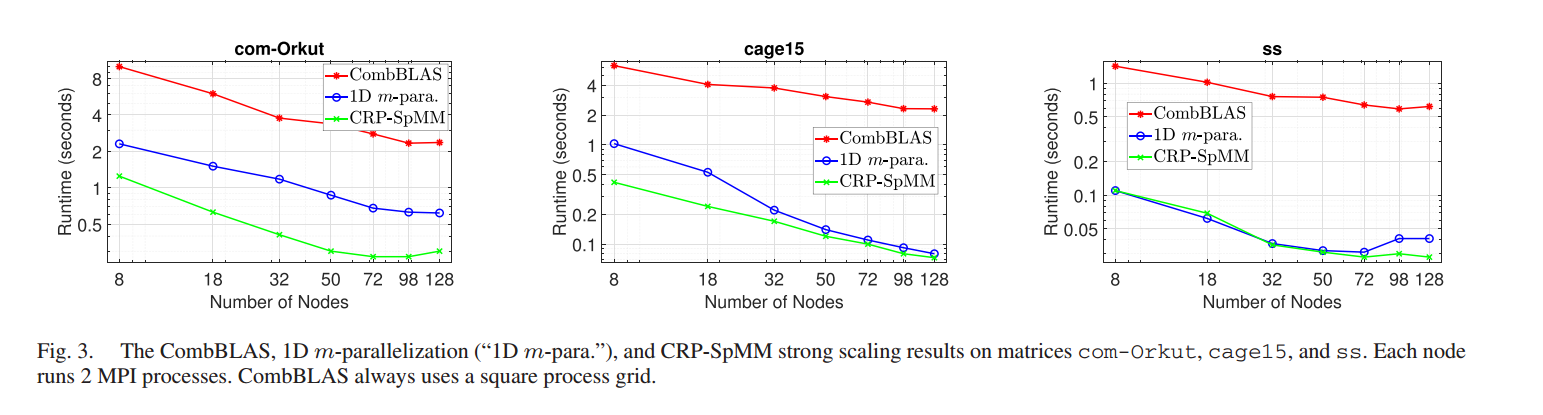 com-Orkut
CombBLAS
1D m-para.
CRP-SpMM
8
4
2
1
0.5
Runtime (seconds)
8 18 32 50 72 98 128
Number of Nodes
cage15
CombBLAS
1D m-para.
CRP-SpMM
4
2
1
0.5
0.2
0.1
Runtime (seconds)
8 18 32 50 72 98 128
Number of Nodes
ss
CombBLAS
1D m-para.
CRP-SpMM
1
0.5
0.2
0.1
0.05
Runtime (seconds)
8 18 32 50 72 98 128
Number of Nodes
Fig. 3. The CombBLAS, 1D m-parallelization (“1D m-para.”), and CRP-SpMM strong scaling results on matrices com-Orkut, cage15, and ss. Each node
runs 2 MPI processes. CombBLAS always uses a square process grid.